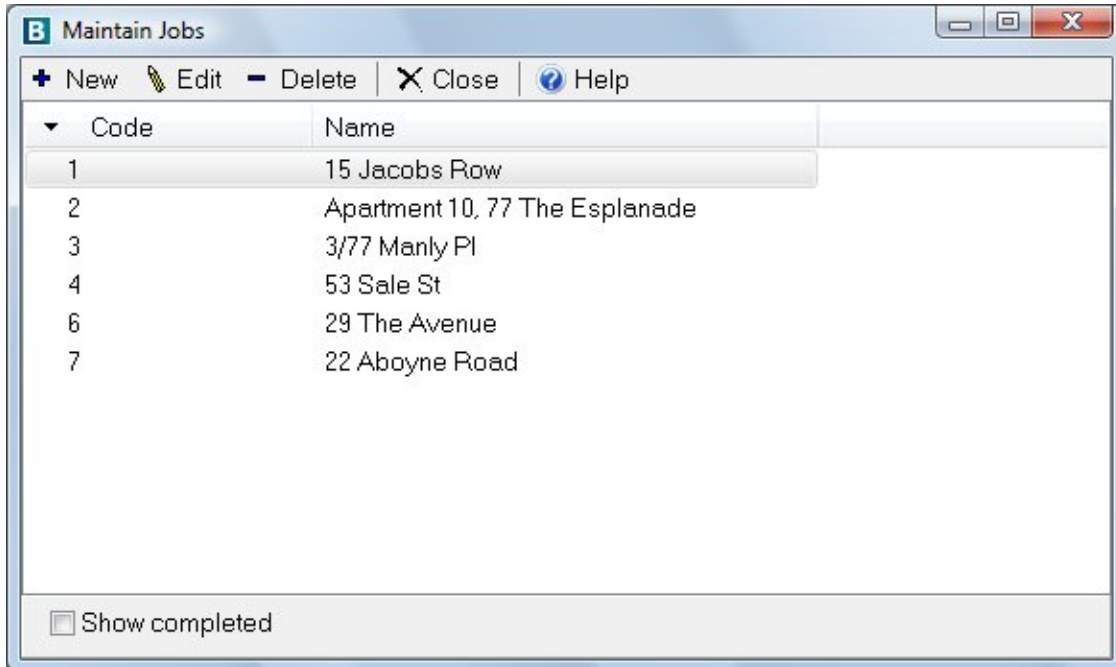 B Maintain Jobs
New Edit Delete Close Help
Code Name
1 15 Jacobs Row
2 Apartment 10, 77 The Esplanade
3 3/77 Manly Pl
4 53 Sale St
6 29 The Avenue
7 22 Aboyne Road
Show completed